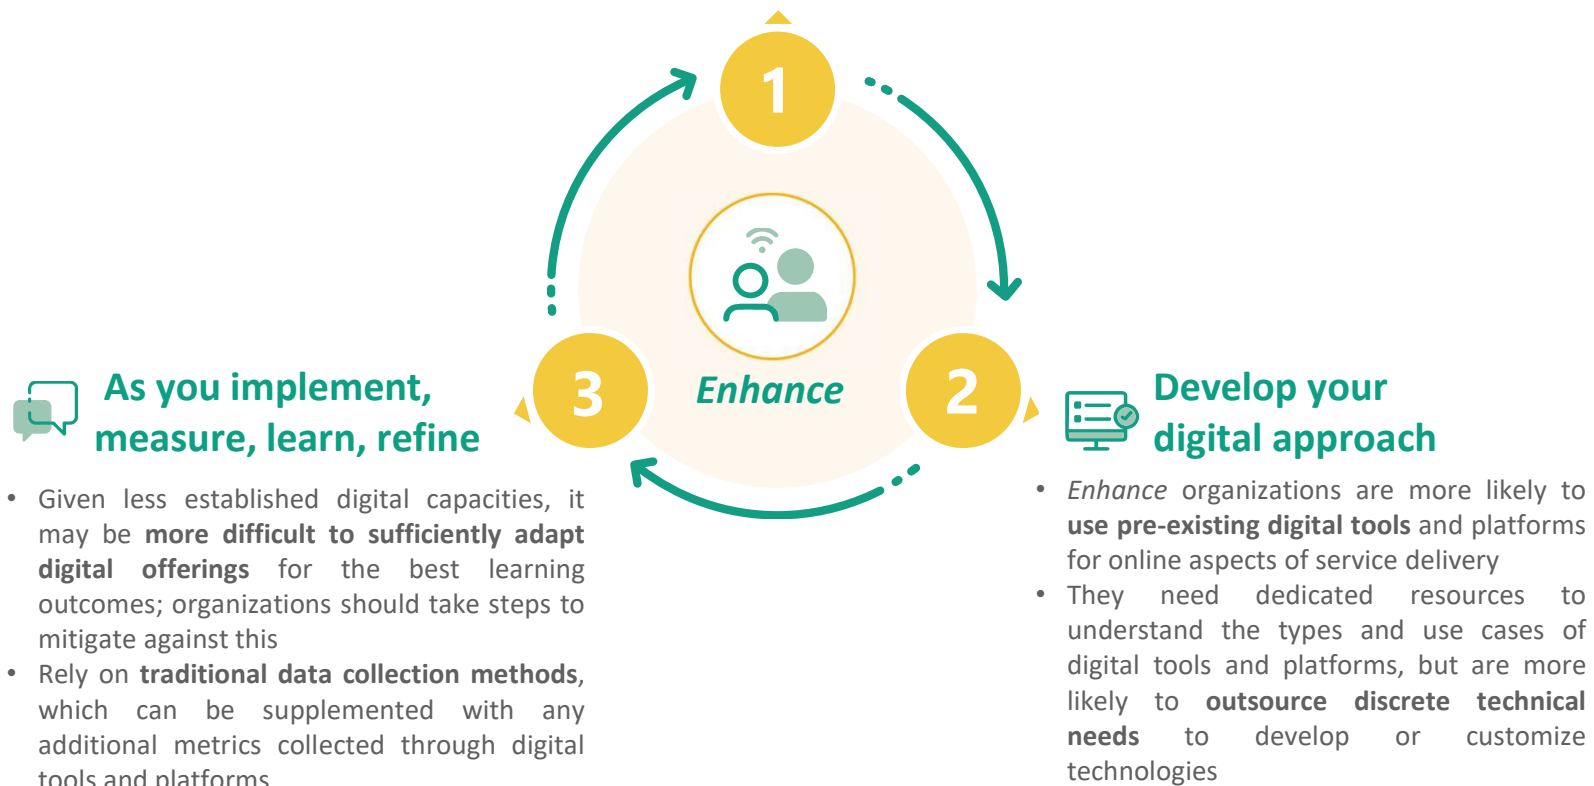 1
3
Enhance
2
As you implement,
measure, learn, refine
• Given less established digital capacities, it
may be more difficult to sufficiently adapt
digital offerings for the best learning
outcomes; organizations should take steps to
mitigate against this
• Rely on traditional data collection methods,
which can be supplemented with any
additional metrics collected through digital
tools and platforms
Develop your
digital approach
• Enhance organizations are more likely to
use pre-existing digital tools and platforms
for online aspects of service delivery
• They need dedicated resources to
understand the types and use cases of
digital tools and platforms, but are more
likely to outsource discrete technical
needs to develop or customize
technologies